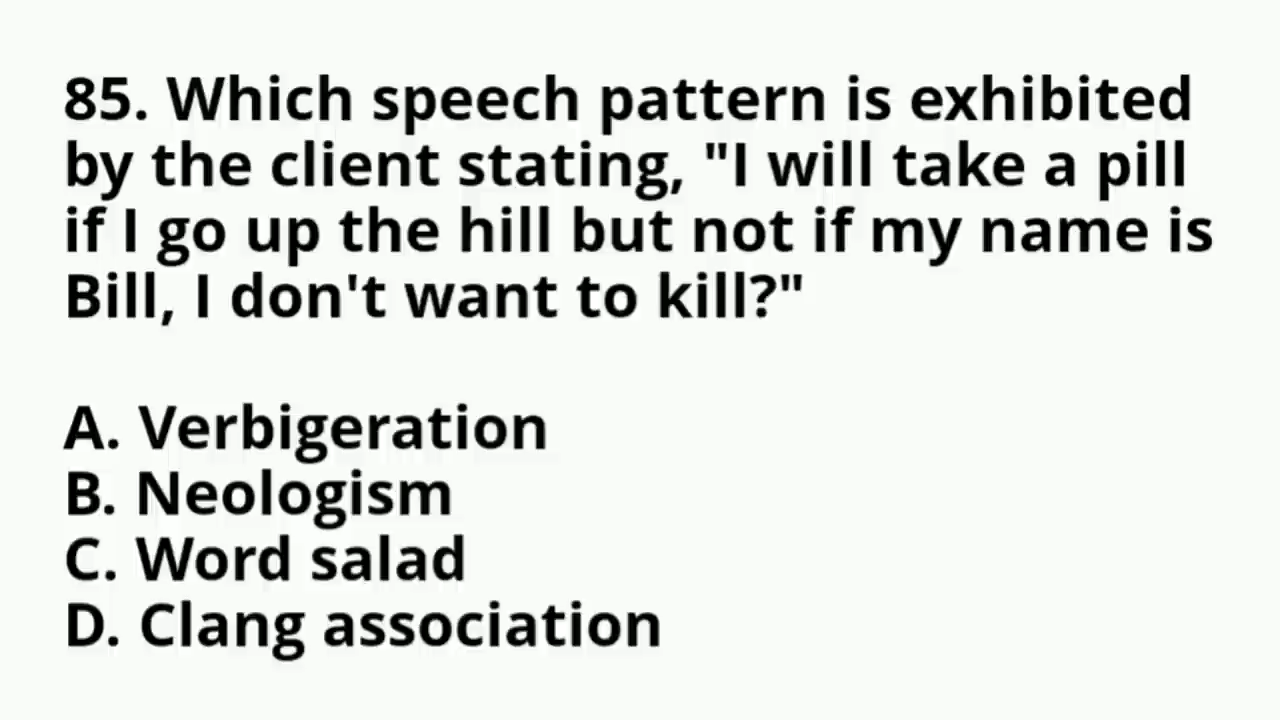 85. Which speech pattern is exhibited
by the client stating, "I will take a pill
if I go up the hill but not if my name is
Bill, I don't want to kill?"
A. Verbigeration
B. Neologism
C. Word salad
D. Clang association